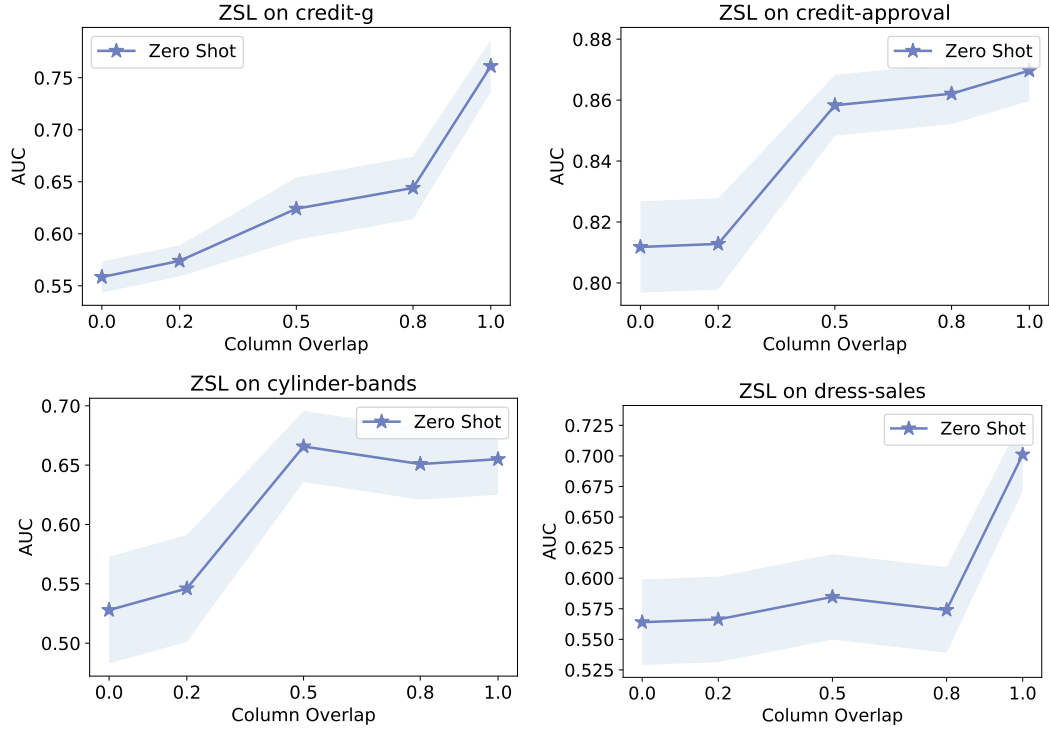 ZSL on credit-g
Zero Shot
0.75
0.70
0.65
0.60
0.55
AUC
0.0 0.2 0.5 0.8 1.0
Column Overlap
ZSL on credit-approval
Zero Shot
0.88
0.86
0.84
0.82
0.80
AUC
0.0 0.2 0.5 0.8 1.0
Column Overlap
ZSL on cylinder-bands
Zero Shot
0.70
0.65
0.60
0.55
0.50
AUC
0.0 0.2 0.5 0.8 1.0
Column Overlap
ZSL on dress-sales
Zero Shot
0.725
0.700
0.675
0.650
0.625
0.600
0.575
0.550
0.525
AUC
0.0 0.2 0.5 0.8 1.0
Column Overlap